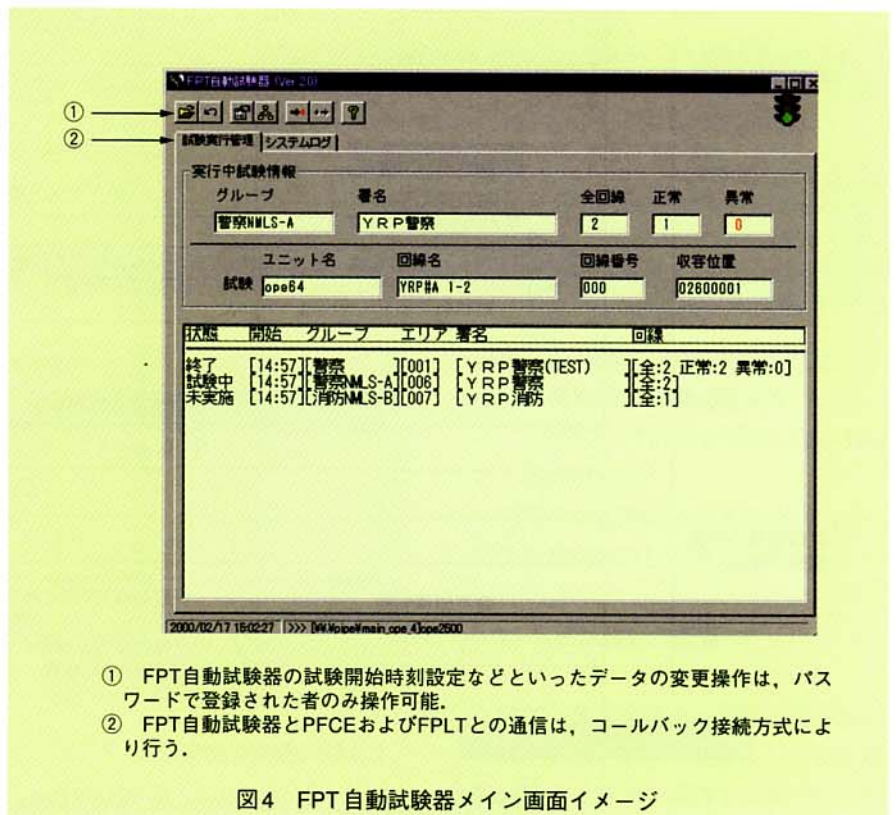 FPT自動試験器 (Ver 2.0)
①
②
試験実行管理 システムログ
実行中試験情報
グループ 署名 全回線 正常 異常
警察NMLS-A YRP警察 2 1 0
ユニット名 回線名 回線番号 収容位置
試験 ope64 YRP#A 1-2 000 02600001
状態 開始 グループ エリア 署名 回線
終了 [14:57][警察 ][001] [YRP警察(TEST) ][全:2 正常:2 異常:0]
試験中 [14:57][警察NMLS-A][006] [YRP警察 ][全:2]
未実施 [14:57][消防NMLS-B][007] [YRP消防 ][全:1]
2000/02/17 15:02:27 >>>
① FPT自動試験器の試験開始時刻設定などといったデータの変更操作は，パス
ワードで登録された者のみ操作可能．
② FPT自動試験器とPFCEおよびFPLTとの通信は，コールバック接続方式によ
り行う．
図4 FPT自動試験器メイン画面イメージ